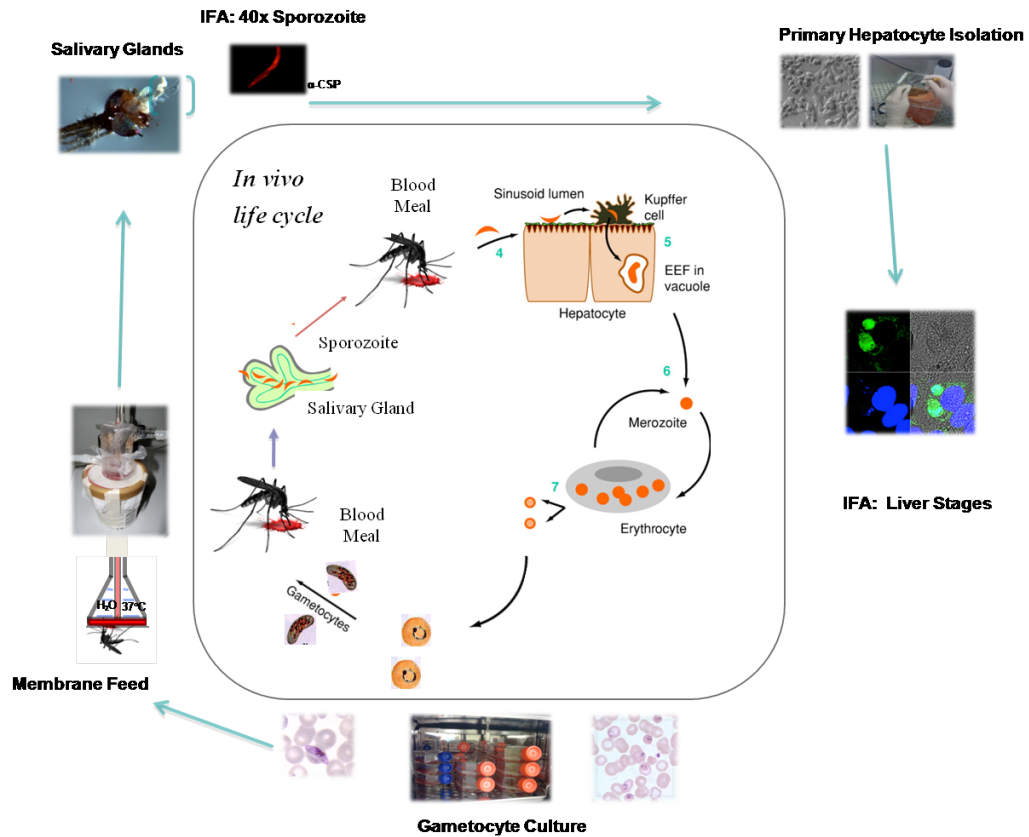 IFA: 40x Sporozoite
Salivary Glands
Primary Hepatocyte Isolation
α-CSP
In vivo
life cycle
Blood
Meal
Sinusoid lumen
Kupffer
cell
4
5
EEF in
vacuole
Hepatocyte
Sporozoite
Salivary Gland
6
Merozoite
7
Erythrocyte
Blood
Meal
Gametocytes
IFA: Liver Stages
H2O 37°C
Membrane Feed
Gametocyte Culture